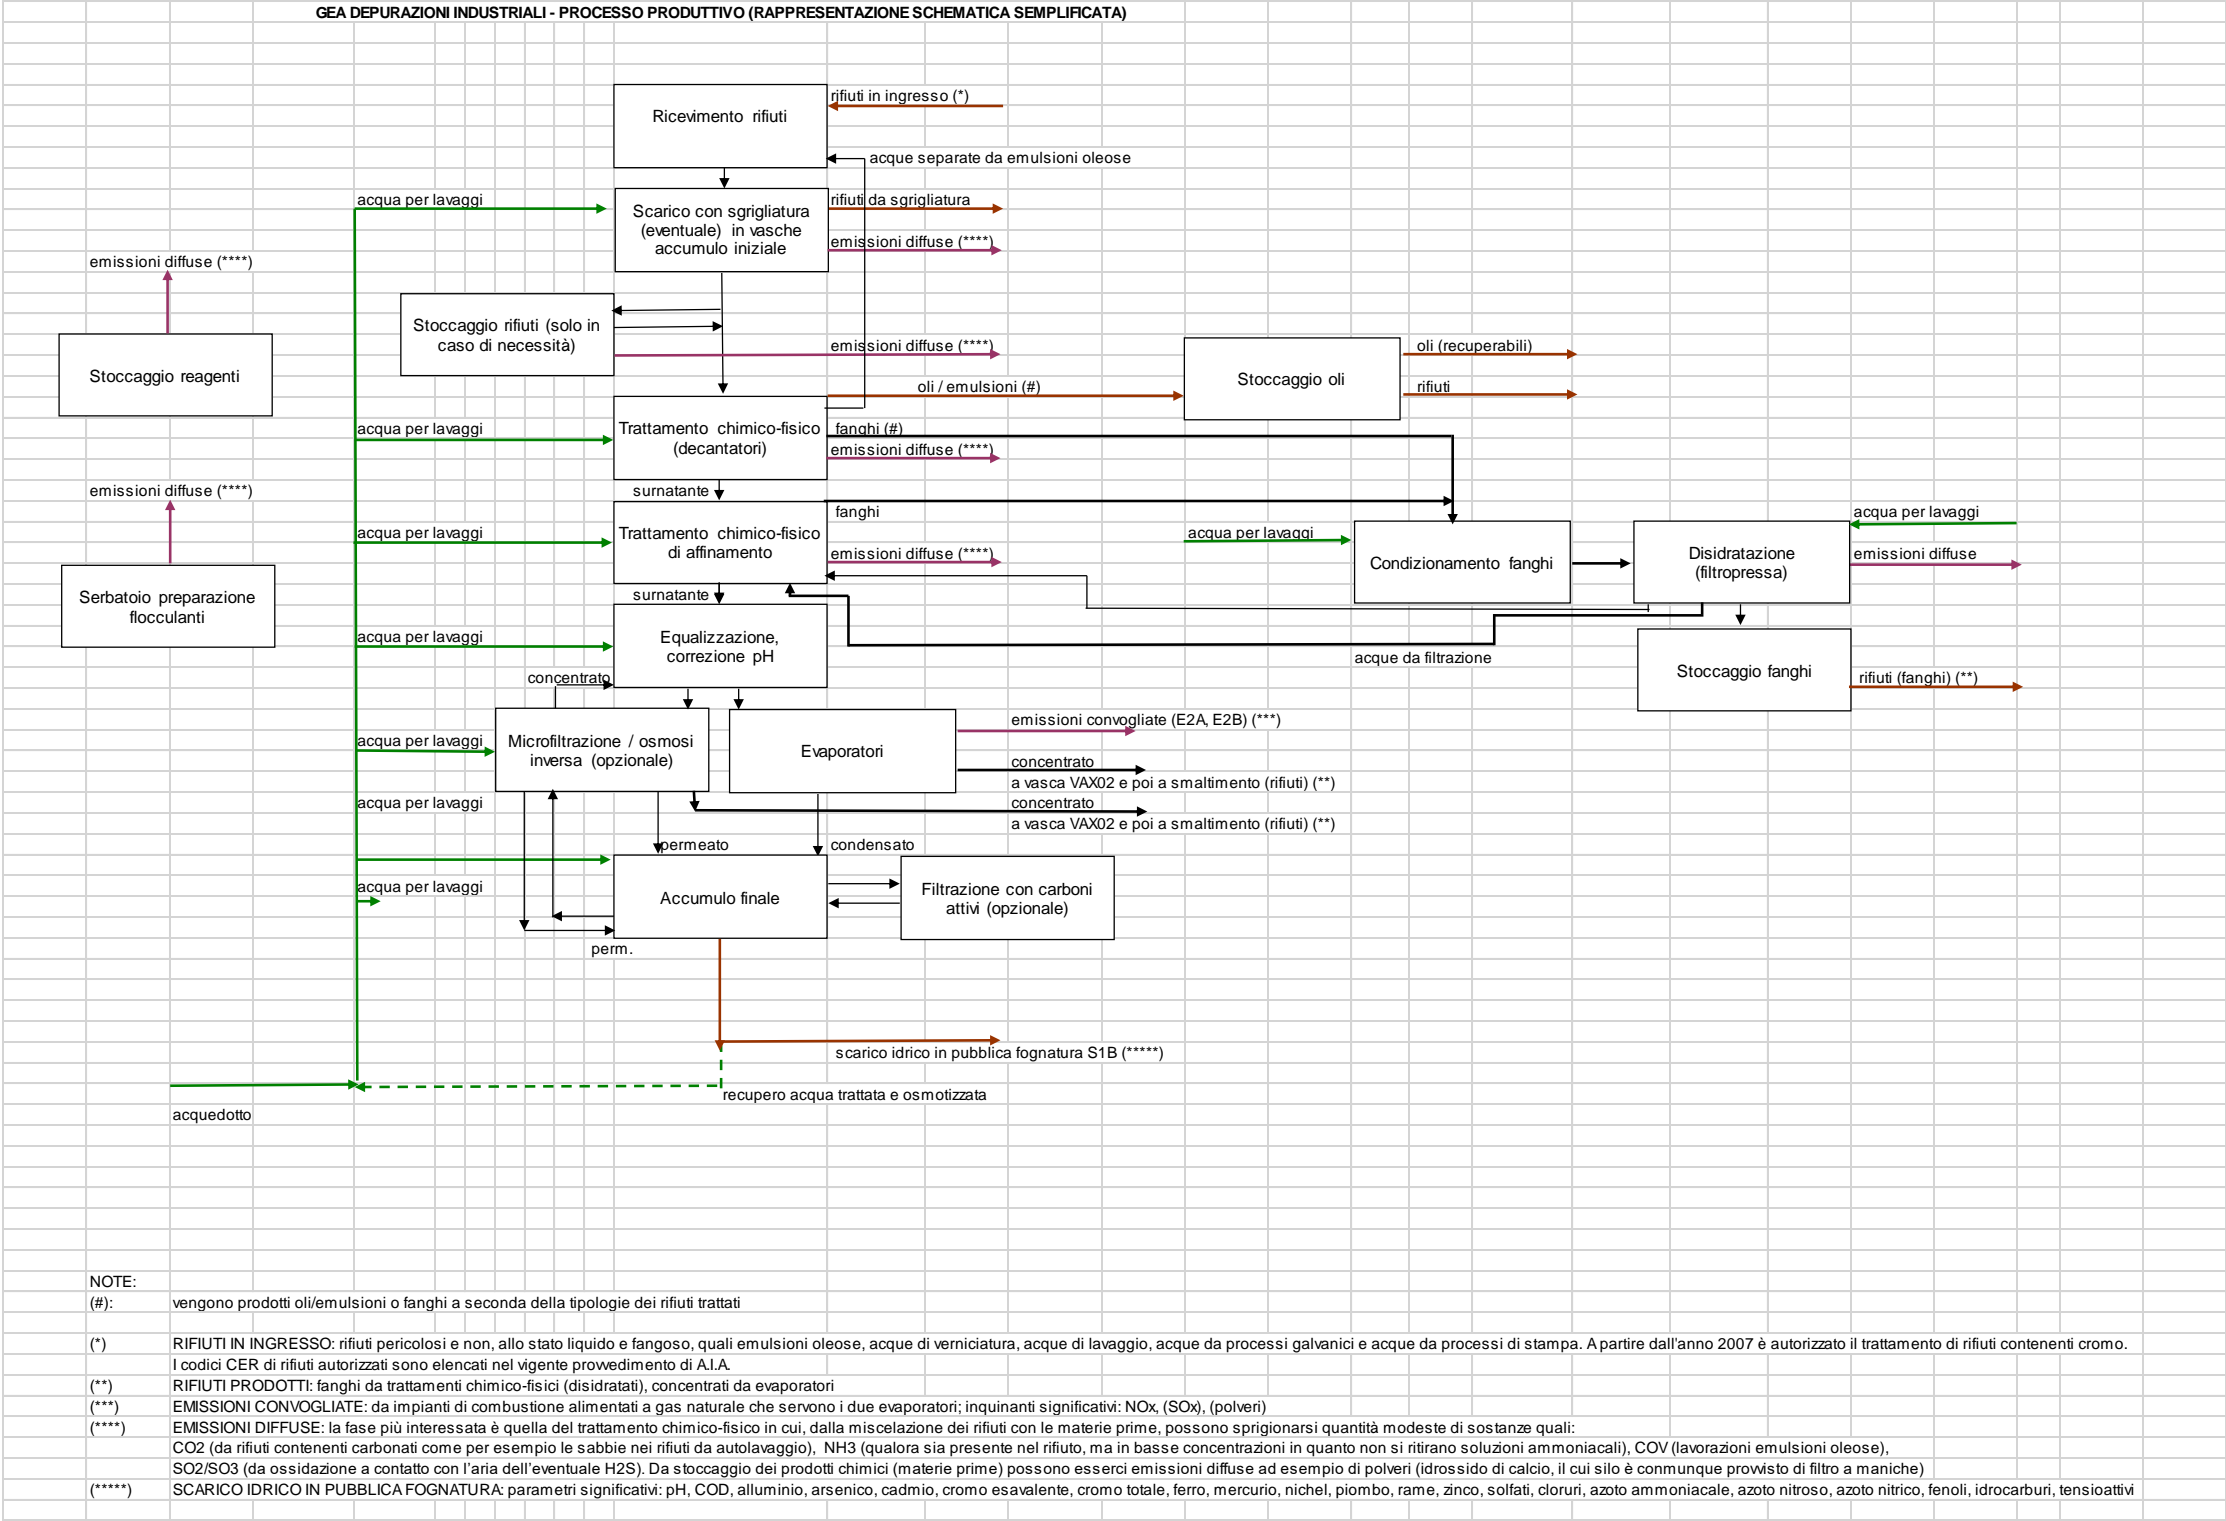 GEA DEPURAZIONI INDUSTRIALI - PROCESSO PRODUTTIVO (RAPPRESENTAZIONE SCHEMATICA SEMPLIFICATA)
rifiuti in ingresso (*)
Ricevimento rifiuti
acque separate da emulsioni oleose
acqua per lavaggi
rifiuti da sgrigliatura
Scarico con sgrigliatura
(eventuale) in vasche
accumulo iniziale
emissioni diffuse (****)
emissioni diffuse (****)
Stoccaggio rifiuti (solo in
caso di necessità)
emissioni diffuse (****)
oli (recuperabili)
Stoccaggio reagenti
Stoccaggio oli
oli / emulsioni (#)
rifiuti
acqua per lavaggi
Trattamento chimico-fisico
(decantatori)
fanghi (#)
emissioni diffuse (****)
emissioni diffuse (****)
surnatante
fanghi
acqua per lavaggi
acqua per lavaggi
Trattamento chimico-fisico
di affinamento
acqua per lavaggi
emissioni diffuse (****)
Condizionamento fanghi
Disidratazione
(filtropressa)
emissioni diffuse
Serbatoio preparazione
flocculanti
surnatante
acqua per lavaggi
Equalizzazione,
correzione pH
acque da filtrazione
Stoccaggio fanghi
rifiuti (fanghi) (**)
concentrato
emissioni convogliate (E2A, E2B) (***)
acqua per lavaggi
Microfiltrazione / osmosi
inversa (opzionale)
Evaporatori
concentrato
a vasca VAX02 e poi a smaltimento (rifiuti) (**)
acqua per lavaggi
concentrato
a vasca VAX02 e poi a smaltimento (rifiuti) (**)
permeato
condensato
acqua per lavaggi
Accumulo finale
Filtrazione con carboni
attivi (opzionale)
perm.
scarico idrico in pubblica fognatura S1B (*****)
recupero acqua trattata e osmotizzata
acquedotto
NOTE:
(#): vengono prodotti oli/emulsioni o fanghi a seconda della tipologie dei rifiuti trattati
(*) RIFIUTI IN INGRESSO: rifiuti pericolosi e non, allo stato liquido e fangoso, quali emulsioni oleose, acque di verniciatura, acque di lavaggio, acque da processi galvanici e acque da processi di stampa. A partire dall'anno 2007 è autorizzato il trattamento di rifiuti contenenti cromo.
I codici CER di rifiuti autorizzati sono elencati nel vigente provvedimento di A.I.A.
(**) RIFIUTI PRODOTTI: fanghi da trattamenti chimico-fisici (disidratati), concentrati da evaporatori
(***) EMISSIONI CONVOGLIATE: da impianti di combustione alimentati a gas naturale che servono i due evaporatori; inquinanti significativi: NOx, (SOx), (polveri)
(****) EMISSIONI DIFFUSE: la fase più interessata è quella del trattamento chimico-fisico in cui, dalla miscelazione dei rifiuti con le materie prime, possono sprigionarsi quantità modeste di sostanze quali:
CO2 (da rifiuti contenenti carbonati come per esempio le sabbie nei rifiuti da autolavaggio), NH3 (qualora sia presente nel rifiuto, ma in basse concentrazioni in quanto non si ritirano soluzioni ammoniacali), COV (lavorazioni emulsioni oleose),
SO2/SO3 (da ossidazione a contatto con l'aria dell'eventuale H2S). Da stoccaggio dei prodotti chimici (materie prime) possono esserci emissioni diffuse ad esempio di polveri (idrossido di calcio, il cui silo è conmunque provvisto di filtro a maniche)
(*****) SCARICO IDRICO IN PUBBLICA FOGNATURA: parametri significativi: pH, COD, alluminio, arsenico, cadmio, cromo esavalente, cromo totale, ferro, mercurio, nichel, piombo, rame, zinco, solfati, cloruri, azoto ammoniacale, azoto nitroso, azoto nitrico, fenoli, idrocarburi, tensioattivi